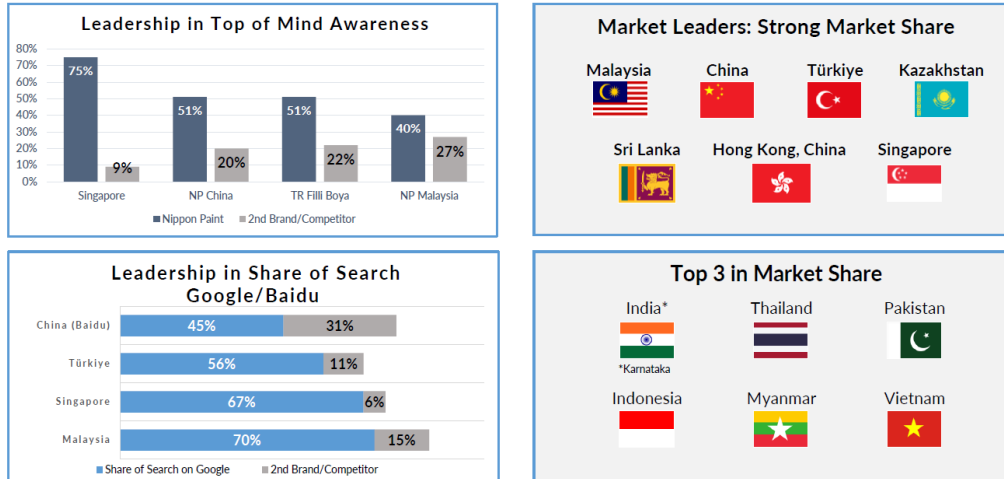 Leadership in Top of Mind Awareness
80%
70%
60%
50%
40%
30%
20%
10%
0%
75%
9%
51%
20%
51%
22%
40%
27%
Singapore
NP China
TR Filli Boya
NP Malaysia
Nippon Paint
2nd Brand/Competitor
Market Leaders: Strong Market Share
Malaysia
China
Türkiye
Kazakhstan
Sri Lanka
Hong Kong, China
Singapore
Leadership in Share of Search
Google/Baidu
China (Baidu)
45%
31%
Türkiye
56%
11%
Singapore
67%
6%
Malaysia
70%
15%
Share of Search on Google
2nd Brand/Competitor
Top 3 in Market Share
India*
Thailand
Pakistan
*Karnataka
Indonesia
Myanmar
Vietnam